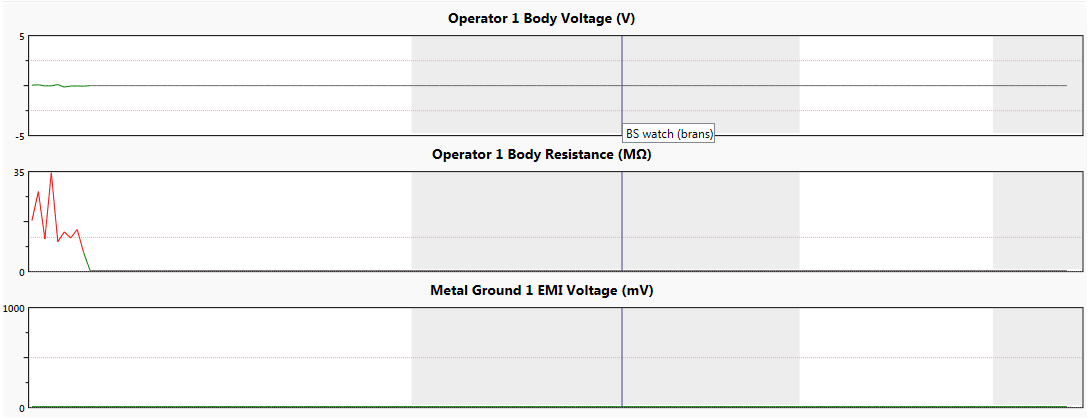 Operator 1 Body Voltage (V)
5
-5
BS watch (brans)
Operator 1 Body Resistance (MΩ)
35
0
Metal Ground 1 EMI Voltage (mV)
1000
0